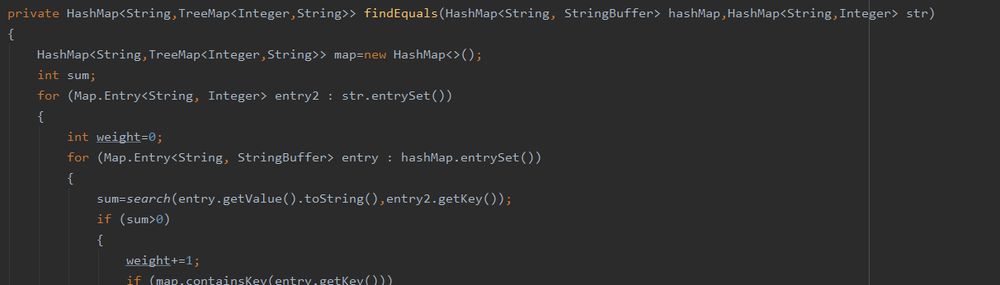 private HashMap<String,TreeMap<Integer,String>> findEquals(HashMap<String, StringBuffer> hashMap,HashMap<String,Integer> str)
{
HashMap<String,TreeMap<Integer,String>> map=new HashMap<>();
int sum;
for (Map.Entry<String, Integer> entry2 : str.entrySet())
{
int weight=0;
for (Map.Entry<String, StringBuffer> entry : hashMap.entrySet())
{
sum=search(entry.getValue().toString(),entry2.getKey());
if (sum>0)
{
weight+=1;
if (map.containsKey(entry.getKey()))